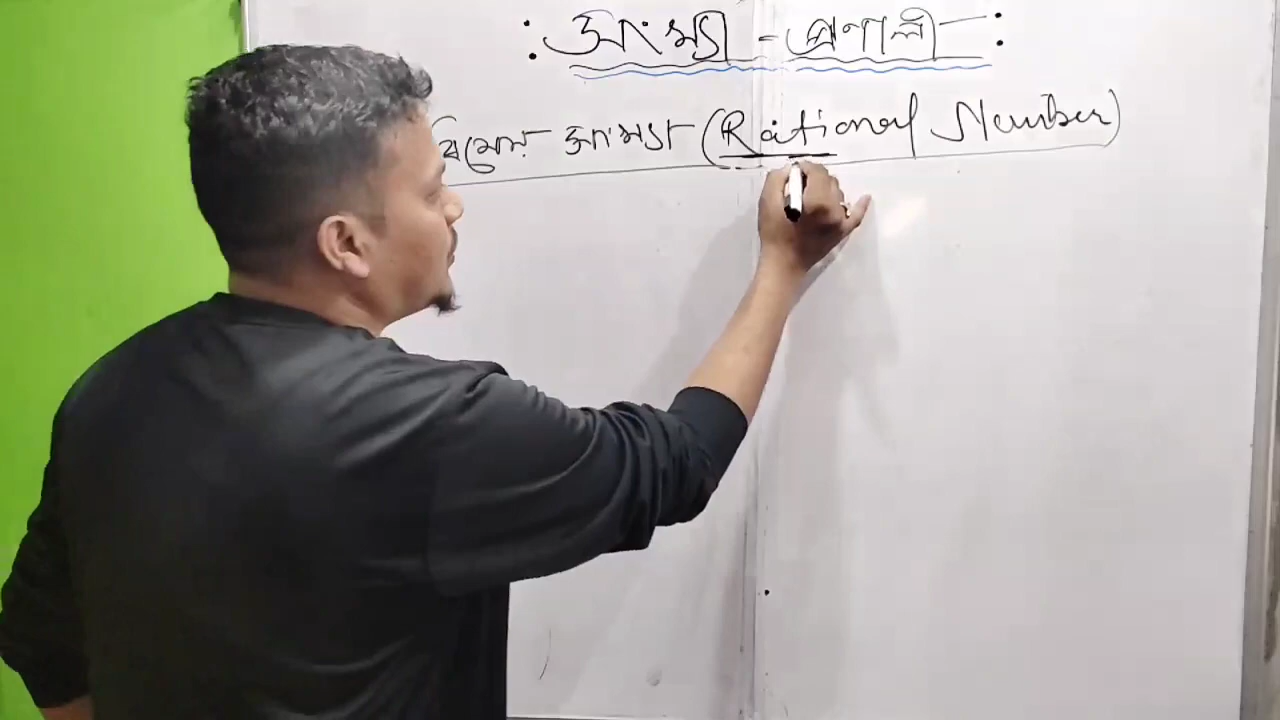 : সংখ্যা - প্ৰণালী :
ৰিমেয় সংখ্যা (Rational Number)